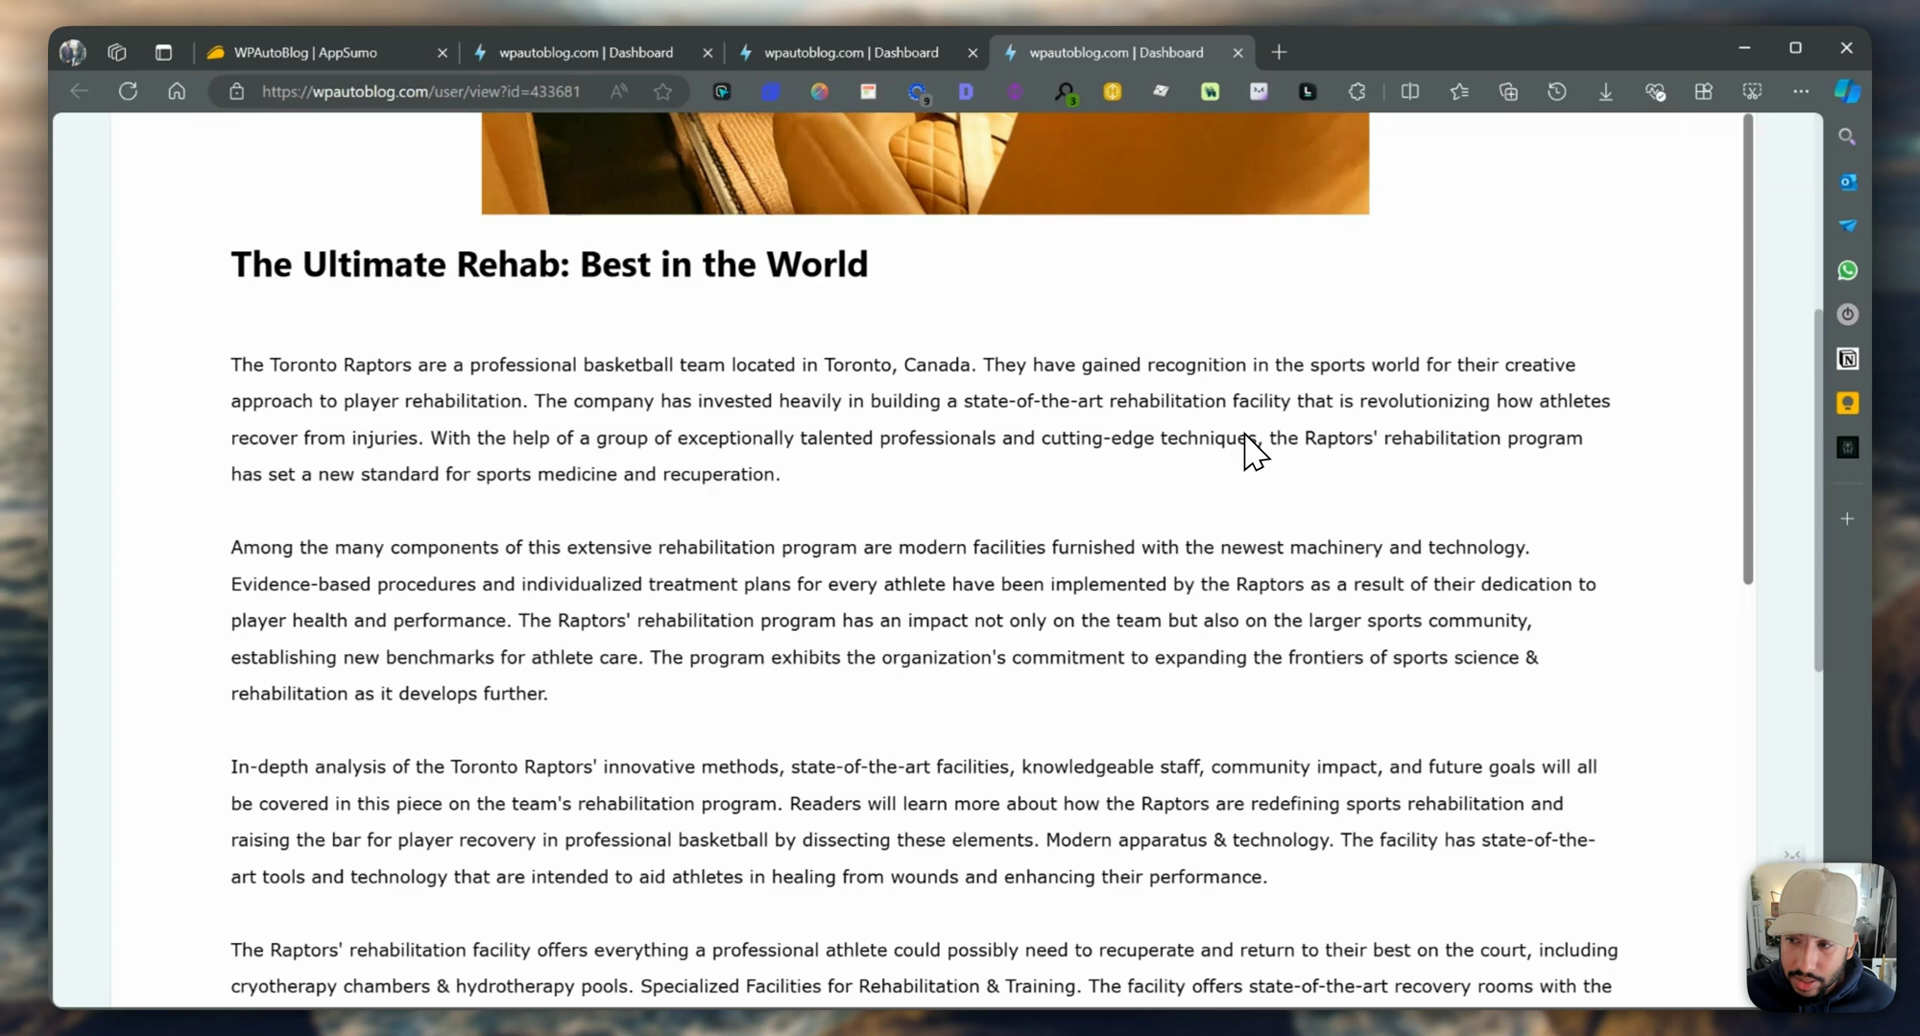 WPAutoBlog | AppSumo
wpautoblog.com | Dashboard
wpautoblog.com | Dashboard
wpautoblog.com | Dashboard
https://wpautoblog.com/user/view?id=433681
9
3
The Ultimate Rehab: Best in the World
The Toronto Raptors are a professional basketball team located in Toronto, Canada. They have gained recognition in the sports world for their creative
approach to player rehabilitation. The company has invested heavily in building a state-of-the-art rehabilitation facility that is revolutionizing how athletes
recover from injuries. With the help of a group of exceptionally talented professionals and cutting-edge techniques, the Raptors' rehabilitation program
has set a new standard for sports medicine and recuperation.
Among the many components of this extensive rehabilitation program are modern facilities furnished with the newest machinery and technology.
Evidence-based procedures and individualized treatment plans for every athlete have been implemented by the Raptors as a result of their dedication to
player health and performance. The Raptors' rehabilitation program has an impact not only on the team but also on the larger sports community,
establishing new benchmarks for athlete care. The program exhibits the organization's commitment to expanding the frontiers of sports science &
rehabilitation as it develops further.
In-depth analysis of the Toronto Raptors' innovative methods, state-of-the-art facilities, knowledgeable staff, community impact, and future goals will all
be covered in this piece on the team's rehabilitation program. Readers will learn more about how the Raptors are redefining sports rehabilitation and
raising the bar for player recovery in professional basketball by dissecting these elements. Modern apparatus & technology. The facility has state-of-the-
art tools and technology that are intended to aid athletes in healing from wounds and enhancing their performance.
The Raptors' rehabilitation facility offers everything a professional athlete could possibly need to recuperate and return to their best on the court, including
cryotherapy chambers & hydrotherapy pools. Specialized Facilities for Rehabilitation & Training. The facility offers state-of-the-art recovery rooms with the